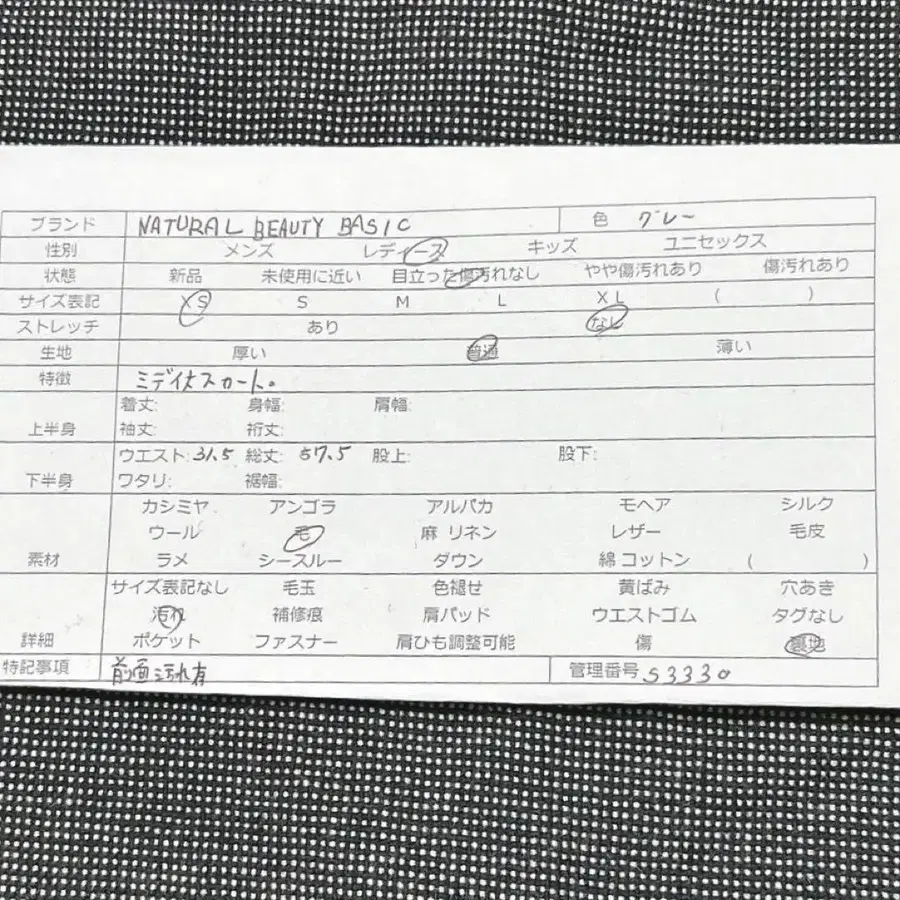 ブランド NATURAL BEAUTY BASIC 色 グレー
性別 メンズ レディース キッズ ユニセックス
状態 新品 未使用に近い 目立った傷汚れなし やや傷汚れあり 傷汚れあり
サイズ表記 XS S M L XL ( )
ストレッチ あり なし
生地 厚い 普通 薄い
特徴 ミディ丈スカート。
着丈: 身幅: 肩幅:
上半身 袖丈: 裄丈:
ウエスト:31.5 総丈: 57.5 股上: 股下:
下半身 ワタリ: 裾幅:
カシミヤ アンゴラ アルパカ モヘア シルク
ウール 毛 麻 リネン レザー 毛皮
素材 ラメ シースルー ダウン 綿 コットン ( )
サイズ表記なし 毛玉 色褪せ 黄ばみ 穴あき
汚れ 補修痕 肩パッド ウエストゴム タグなし
詳細 ポケット ファスナー 肩ひも調整可能 傷 裏地
特記事項 前面汚れ有 管理番号 S3330